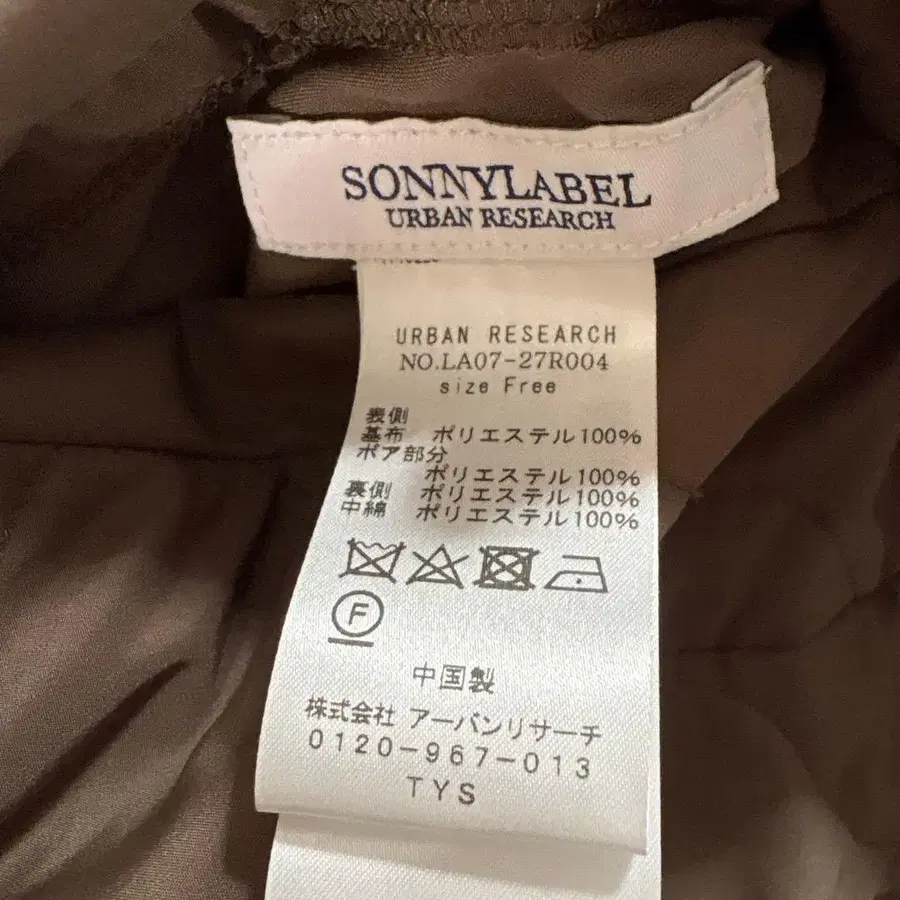 SONNYLABEL
URBAN RESEARCH
URBAN RESEARCH
NO.LA07-27R004
size Free
表側
基布 ポリエステル100%
ボア部分
ポリエステル100%
裏側 ポリエステル100%
中綿 ポリエステル100%
F
中国製
株式会社 アーバンリサーチ
0120-967-013
TYS